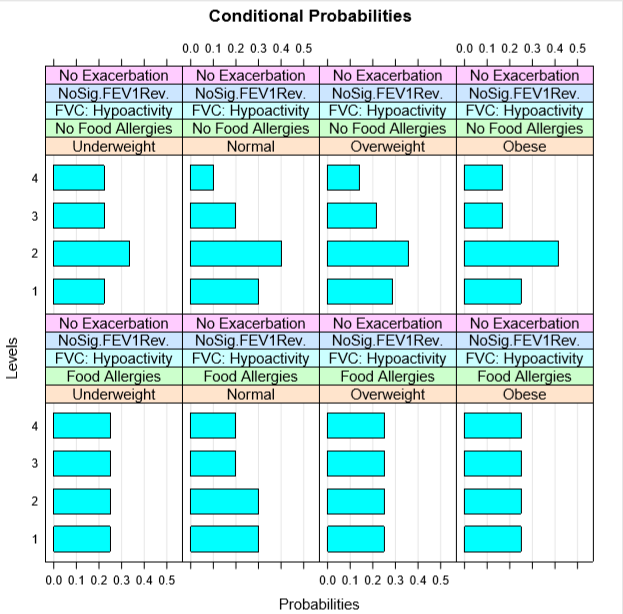 Conditional Probabilities
0.0 0.1 0.2 0.3 0.4 0.5 0.0 0.1 0.2 0.3 0.4 0.5
No Exacerbation No Exacerbation No Exacerbation No Exacerbation
NoSig.FEV1Rev. NoSig.FEV1Rev. NoSig.FEV1Rev. NoSig.FEV1Rev.
FVC: Hypoactivity FVC: Hypoactivity FVC: Hypoactivity FVC: Hypoactivity
No Food Allergies No Food Allergies No Food Allergies No Food Allergies
Underweight Normal Overweight Obese
4
3
2
1
No Exacerbation No Exacerbation No Exacerbation No Exacerbation
NoSig.FEV1Rev. NoSig.FEV1Rev. NoSig.FEV1Rev. NoSig.FEV1Rev.
FVC: Hypoactivity FVC: Hypoactivity FVC: Hypoactivity FVC: Hypoactivity
Food Allergies Food Allergies Food Allergies Food Allergies
Underweight Normal Overweight Obese
4
3
2
1
Levels
0.0 0.1 0.2 0.3 0.4 0.5 0.0 0.1 0.2 0.3 0.4 0.5
Probabilities